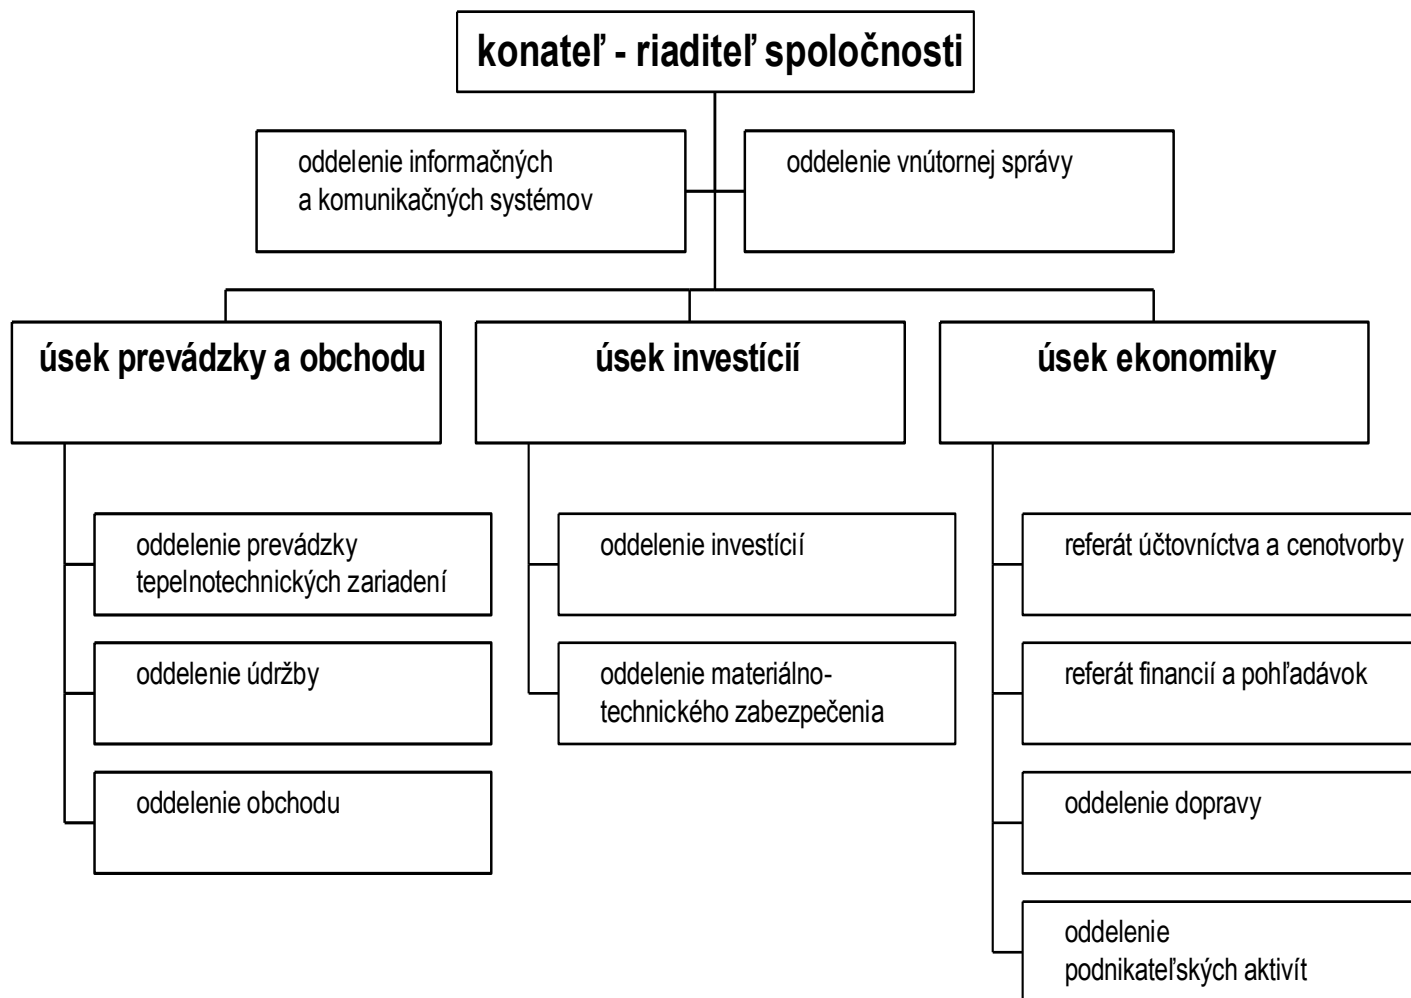 konateľ - riaditeľ spoločnosti
oddelenie informačných
a komunikačných systémov
oddelenie vnútornej správy
úsek prevádzky a obchodu
úsek investícií
úsek ekonomiky
oddelenie prevádzky
tepelnotechnických zariadení
oddelenie údržby
oddelenie obchodu
oddelenie investícií
oddelenie materiálno-
technického zabezpečenia
referát účtovníctva a cenotvorby
referát financií a pohľadávok
oddelenie dopravy
oddelenie
podnikateľských aktivít